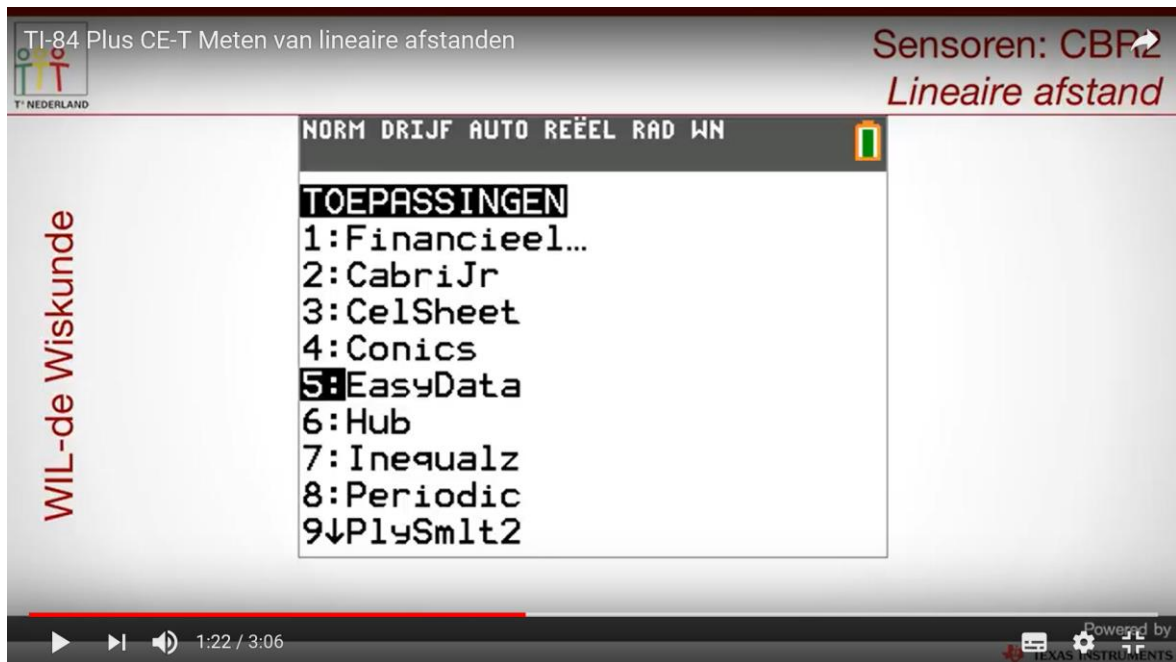 TI-84 Plus CE-T Meten van lineaire afstanden
T³ NEDERLAND
Sensoren: CBR2
Lineaire afstand
WIL-de Wiskunde
NORM DRIJF AUTO REËEL RAD WN
TOEPASSINGEN
1:Financieel…
2:CabriJr
3:CelSheet
4:Conics
5:EasyData
6:Hub
7:Inequalz
8:Periodic
9↓PlySmlt2
1:22 / 3:06
Powered by
TEXAS INSTRUMENTS